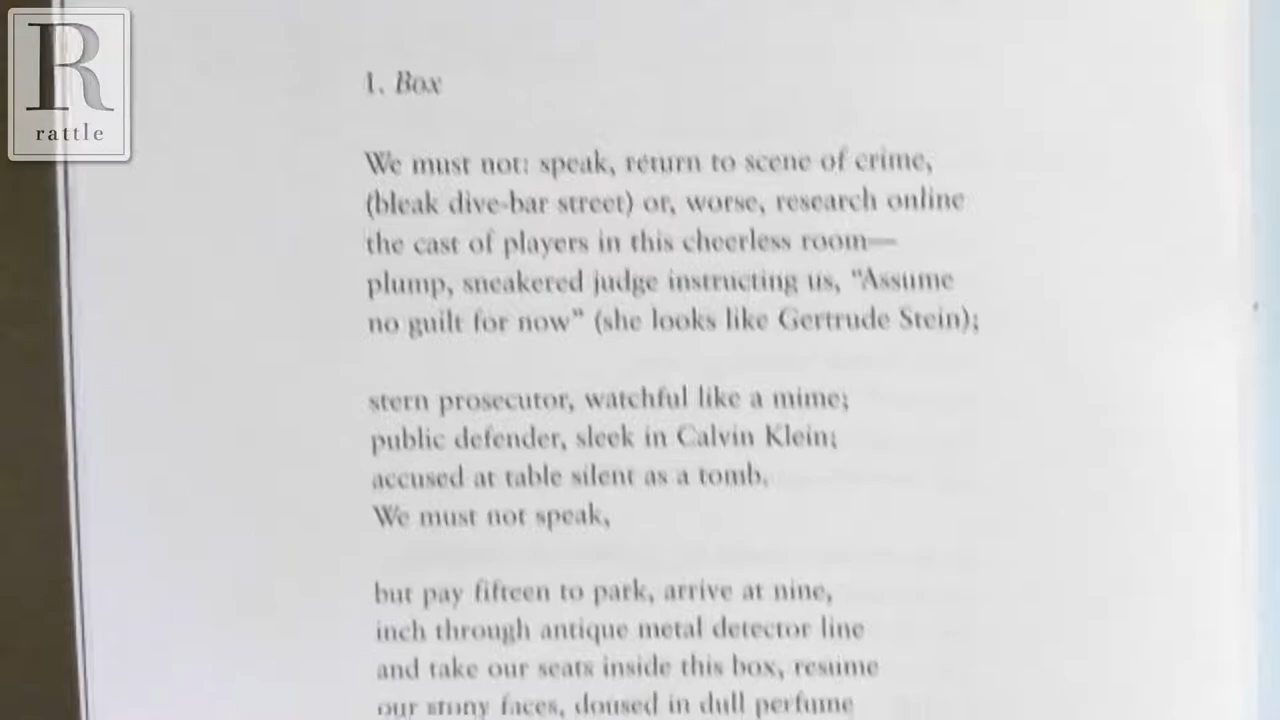 R
rattle
1. Box
We must not: speak, return to scene of crime,
(bleak dive-bar street) or, worse, research online
the cast of players in this cheerless room—
plump, sneakered judge instructing us, "Assume
no guilt for now" (she looks like Gertrude Stein);
stern prosecutor, watchful like a mime;
public defender, sleek in Calvin Klein;
accused at table silent as a tomb.
We must not speak,
but pay fifteen to park, arrive at nine,
inch through antique metal detector line
and take our seats inside this box, resume
our stony faces, doused in dull perfume